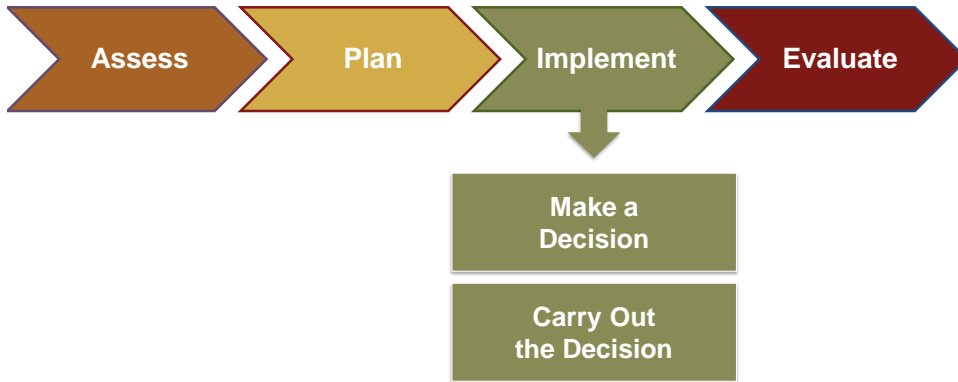 Assess
Plan
Implement
Evaluate
Make a
Decision
Carry Out
the Decision